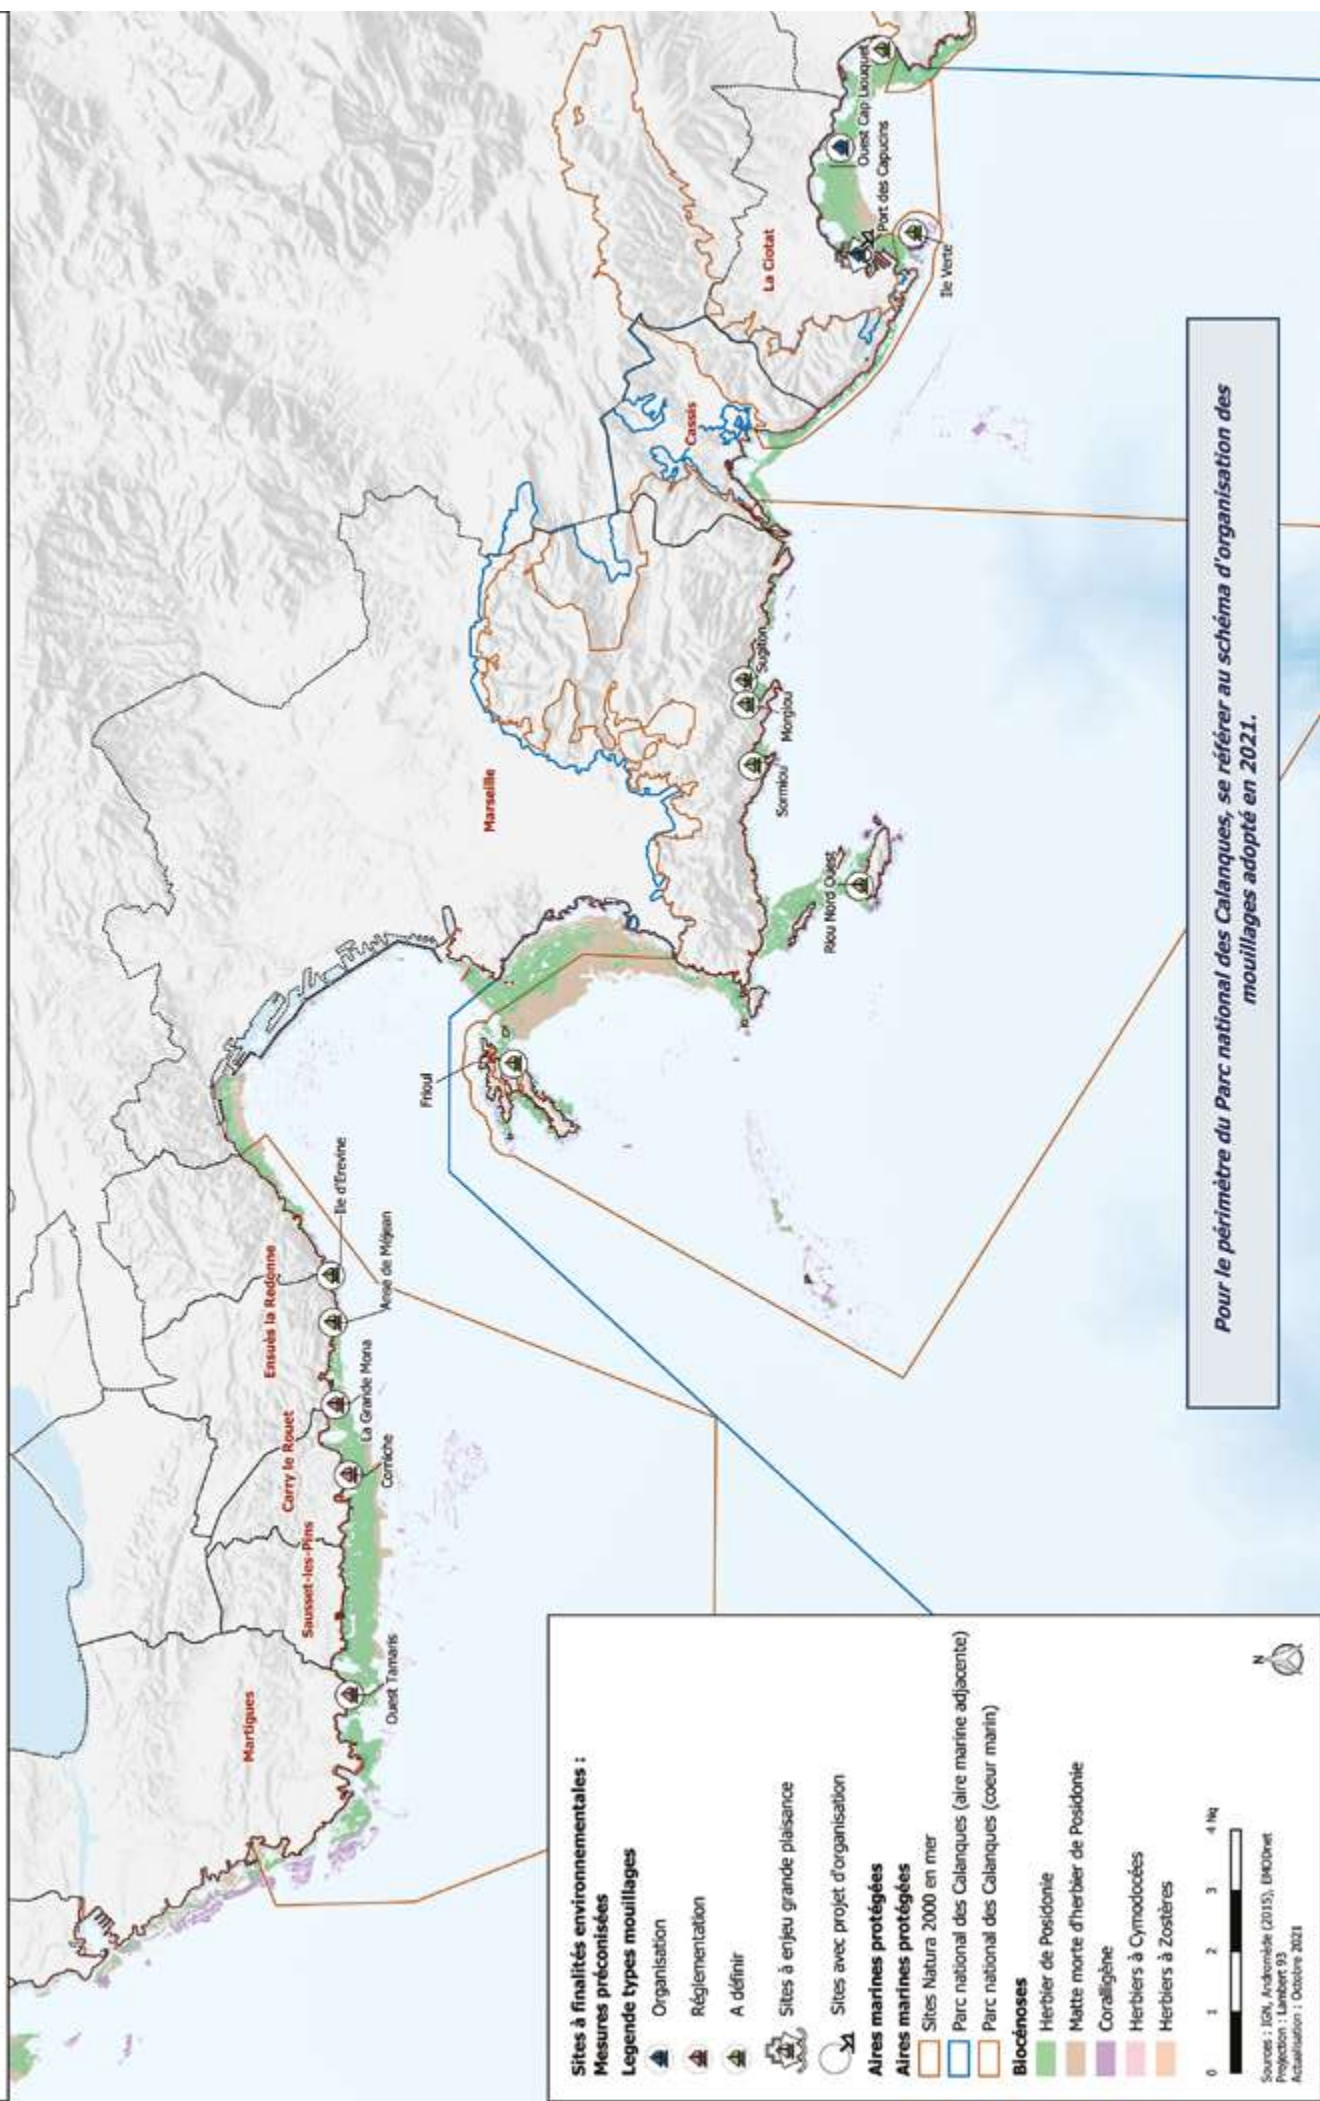 Martigues
Sausset-les-Pins
Carry le Rouet
Ensuès la Redonne
Marseille
Cassis
La Ciotat
Ouest Tamaris
Corniche
La Grande Mona
Anse de Méjean
Ile d'Erevine
Frioul
Riou Nord Ouest
Sormiou
Morgiou
Sugiton
Ile Verte
Port des Capucins
Ouest Cap Liouquet
Pour le périmètre du Parc national des Calanques, se référer au schéma d'organisation des
mouillages adopté en 2021.
Sites à finalités environnementales :
Mesures préconisées
Legende types mouillages
Organisation
Réglementation
A définir
Sites à enjeu grande plaisance
Sites avec projet d'organisation
Aires marines protégées
Aires marines protégées
Sites Natura 2000 en mer
Parc national des Calanques (aire marine adjacente)
Parc national des Calanques (coeur marin)
Biocénoses
Herbier de Posidonie
Matte morte d'herbier de Posidonie
Coralligène
Herbiers à Cymodocées
Herbiers à Zostères
0 1 2 3 4 Nq
N
Sources : IGN, Andromède (2015), EMODnet
Projection : Lambert 93
Actualisation : Octobre 2021